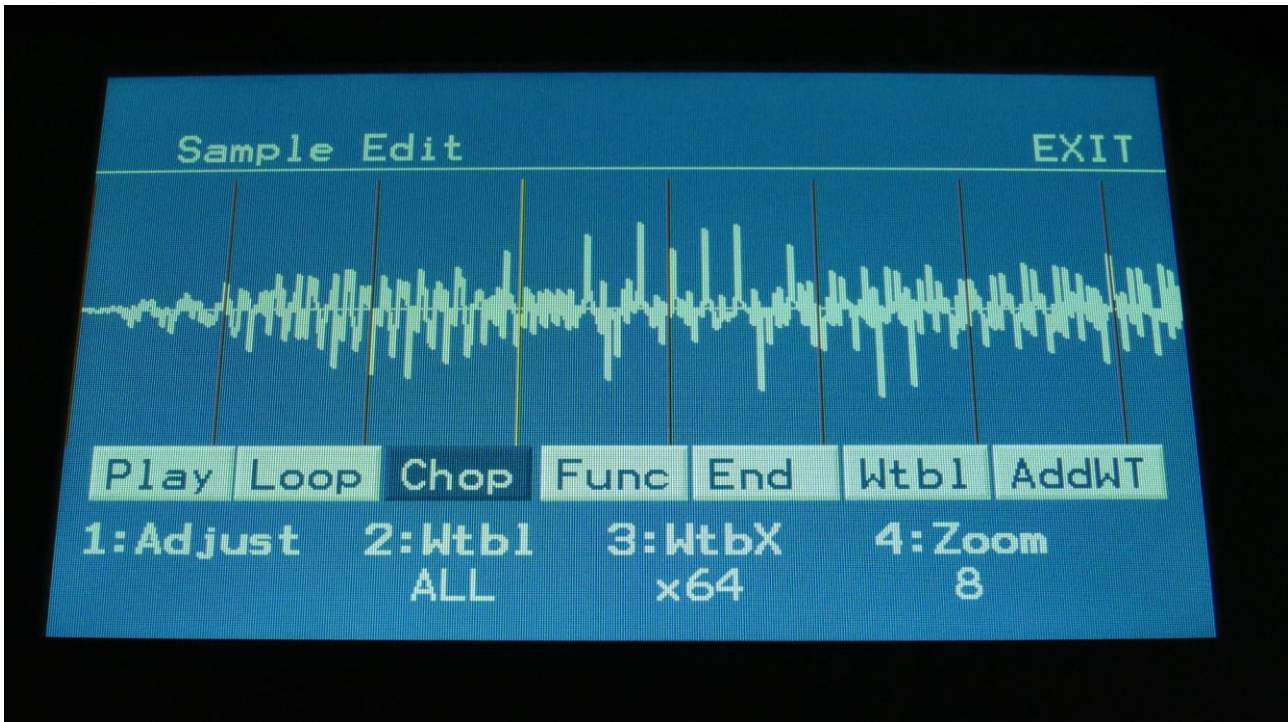 Sample Edit EXIT
Play Loop Chop Func End Wtbl AddWT
1:Adjust 2:Wtbl 3:WtbX 4:Zoom
ALL x64 8